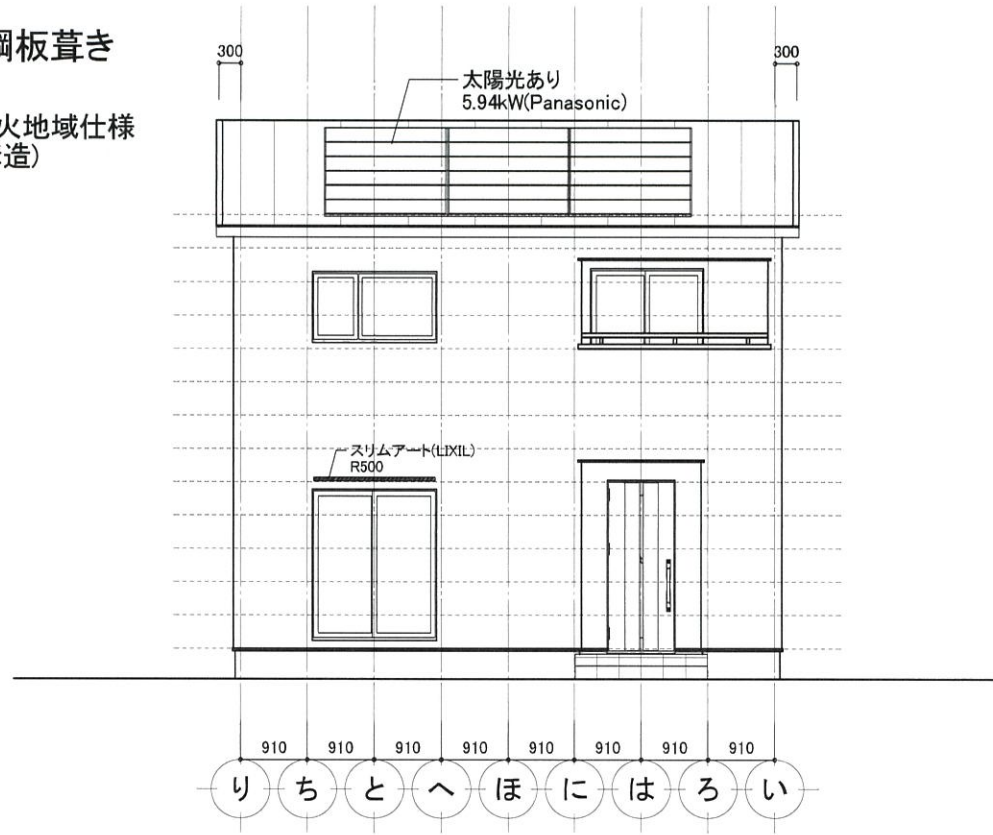 鋼板葺き
300
300
太陽光あり
5.94kW(Panasonic)
火地域仕様
造)
スリムアート(LIXIL)
R500
910 910 910 910 910 910 910 910
り ち と へ ほ に は ろ い